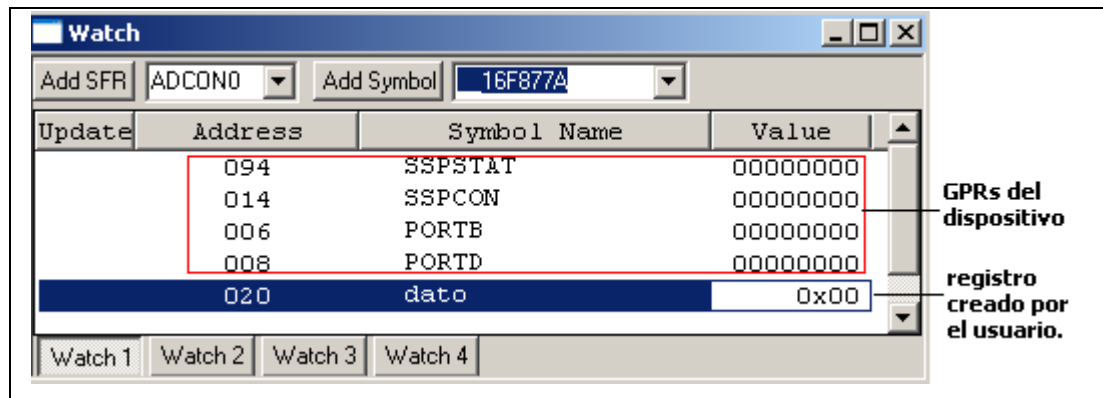 Watch
Add SFR ADCON0 Add Symbol __16F877A
Update Address Symbol Name Value
094 SSPSTAT 00000000
014 SSPCON 00000000
006 PORTB 00000000
008 PORTD 00000000
020 dato 0x00
Watch 1 Watch 2 Watch 3 Watch 4
GPRs del
dispositivo
registro
creado por
el usuario.